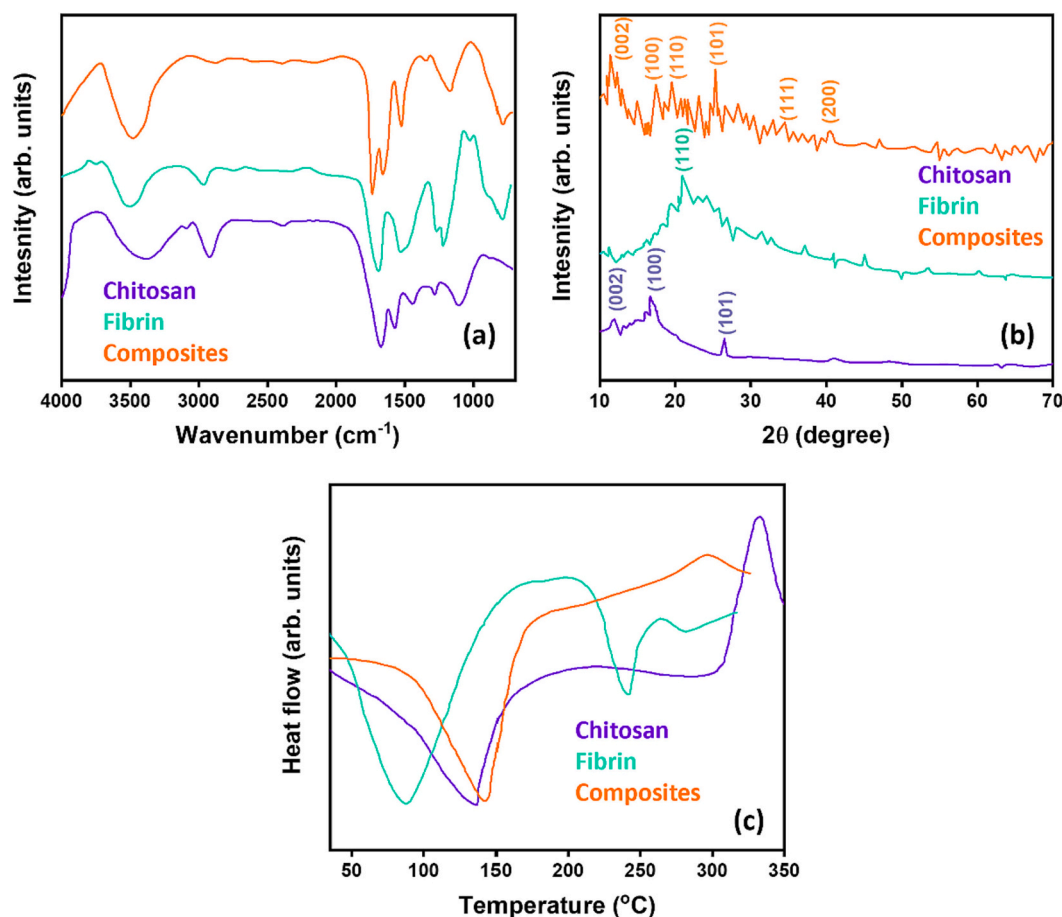 Intesnity (arb. units)
Chitosan
Fibrin
Composites
(a)
4000 3500 3000 2500 2000 1500 1000
Wavenumber (cm⁻¹)
Intesnity (arb. units)
(002)
(100)
(110)
(101)
(111)
(200)
(110)
Chitosan
Fibrin
Composites
(002)
(100)
(101)
(b)
10 20 30 40 50 60 70
2θ (degree)
Heat flow (arb. units)
Chitosan
Fibrin
Composites
(c)
50 100 150 200 250 300 350
Temperature (°C)